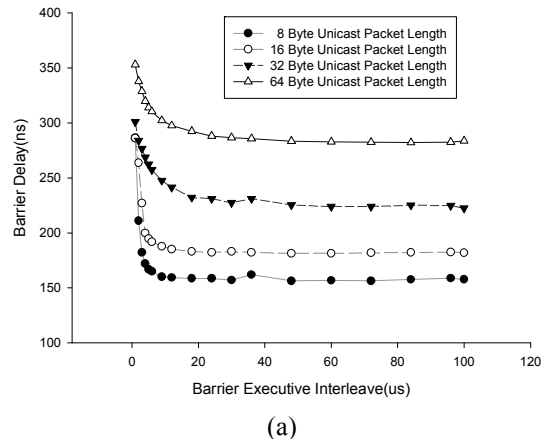 8 Byte Unicast Packet Length
16 Byte Unicast Packet Length
32 Byte Unicast Packet Length
64 Byte Unicast Packet Length
400
350
300
250
200
150
100
Barrier Delay(ns)
0
20
40
60
80
100
120
Barrier Executive Interleave(us)
(a)